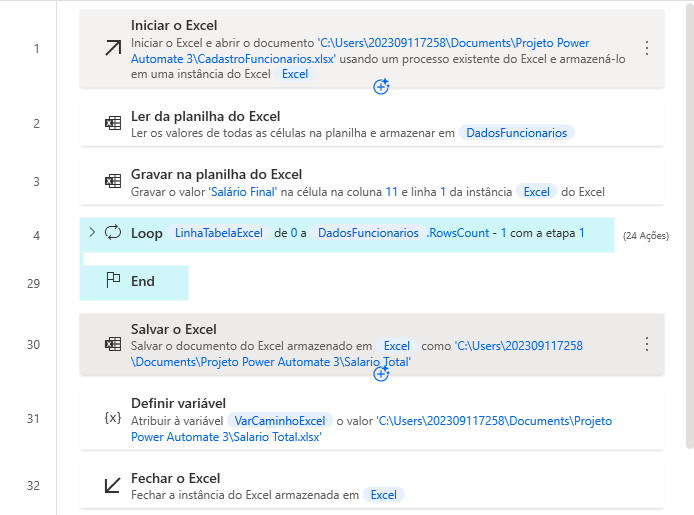 1
Iniciar o Excel
Iniciar o Excel e abrir o documento 'C:\Users\202309117258\Documents\Projeto Power
Automate 3\CadastroFuncionarios.xlsx' usando um processo existente do Excel e armazená-lo
em uma instância do Excel Excel
2
Ler da planilha do Excel
Ler os valores de todas as células na planilha e armazenar em DadosFuncionarios
3
Gravar na planilha do Excel
Gravar o valor 'Salário Final' na célula na coluna 11 e linha 1 da instância Excel do Excel
4 Loop LinhaTabelaExcel de 0 a DadosFuncionarios .RowsCount - 1 com a etapa 1 (24 Ações)
29 End
30
Salvar o Excel
Salvar o documento do Excel armazenado em Excel como 'C:\Users\202309117258
\Documents\Projeto Power Automate 3\Salario Total'
31
Definir variável
Atribuir à variável VarCaminhoExcel o valor 'C:\Users\202309117258\Documents\Projeto
Power Automate 3\Salario Total.xlsx'
32
Fechar o Excel
Fechar a instância do Excel armazenada em Excel